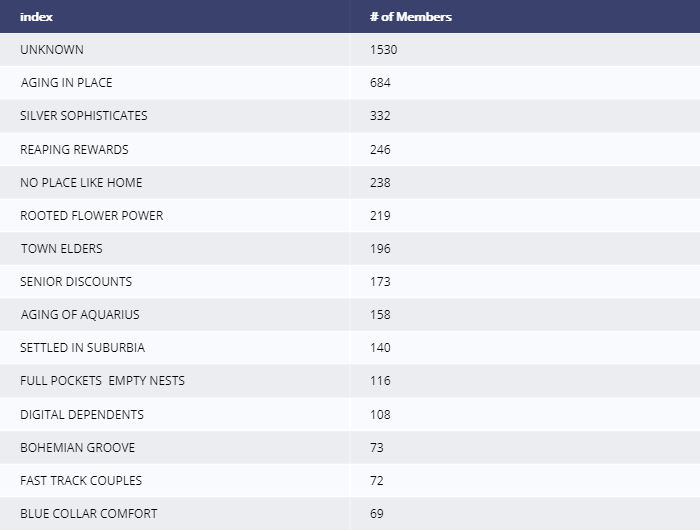 index # of Members
UNKNOWN 1530
AGING IN PLACE 684
SILVER SOPHISTICATES 332
REAPING REWARDS 246
NO PLACE LIKE HOME 238
ROOTED FLOWER POWER 219
TOWN ELDERS 196
SENIOR DISCOUNTS 173
AGING OF AQUARIUS 158
SETTLED IN SUBURBIA 140
FULL POCKETS  EMPTY NESTS 116
DIGITAL DEPENDENTS 108
BOHEMIAN GROOVE 73
FAST TRACK COUPLES 72
BLUE COLLAR COMFORT 69